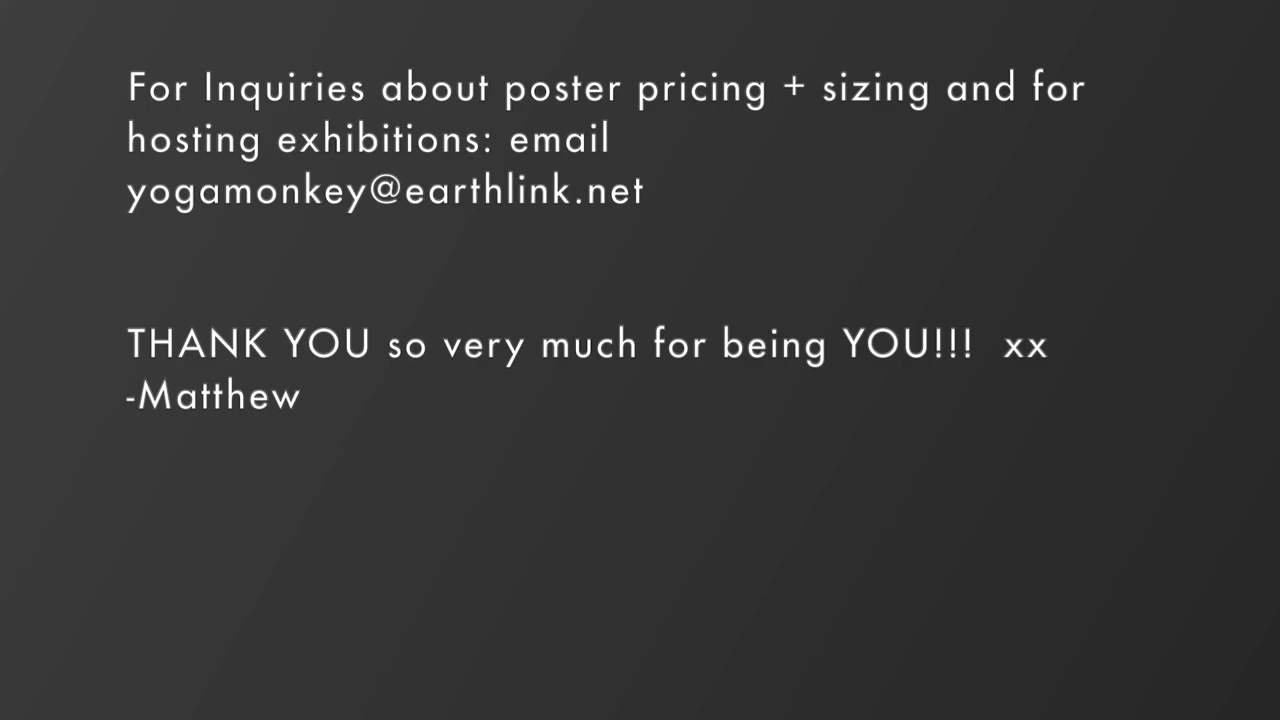 For Inquiries about poster pricing + sizing and for
hosting exhibitions: email
yogamonkey@earthlink.net
THANK YOU so very much for being YOU!!!  xx
-Matthew